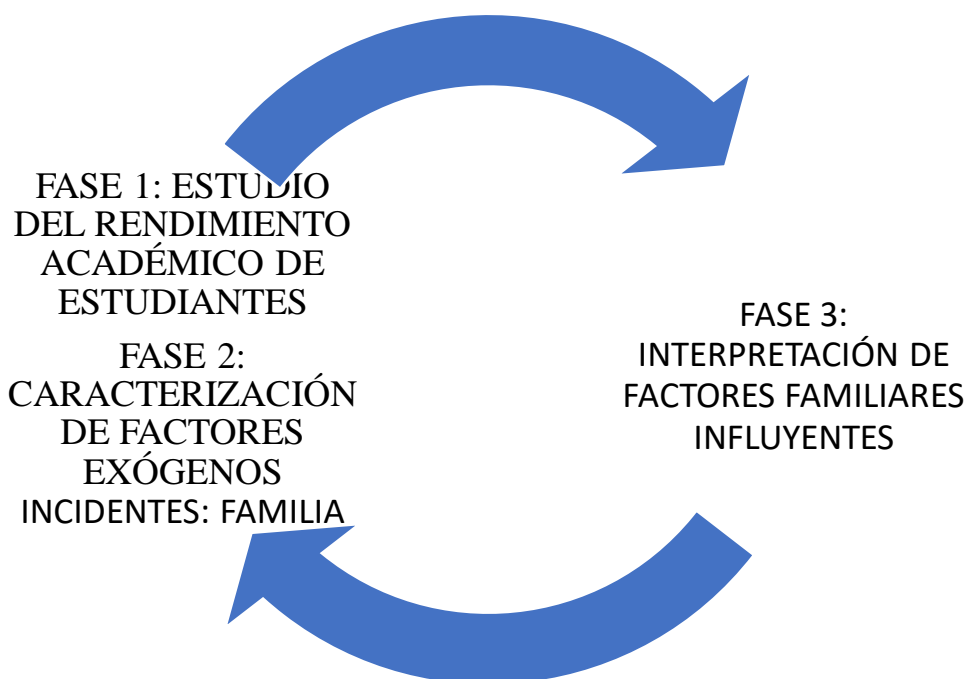 FASE 1: ESTUDIO
DEL RENDIMIENTO
ACADÉMICO DE
ESTUDIANTES
FASE 2:
CARACTERIZACIÓN
DE FACTORES
EXÓGENOS
INCIDENTES: FAMILIA
FASE 3:
INTERPRETACIÓN DE
FACTORES FAMILIARES
INFLUYENTES